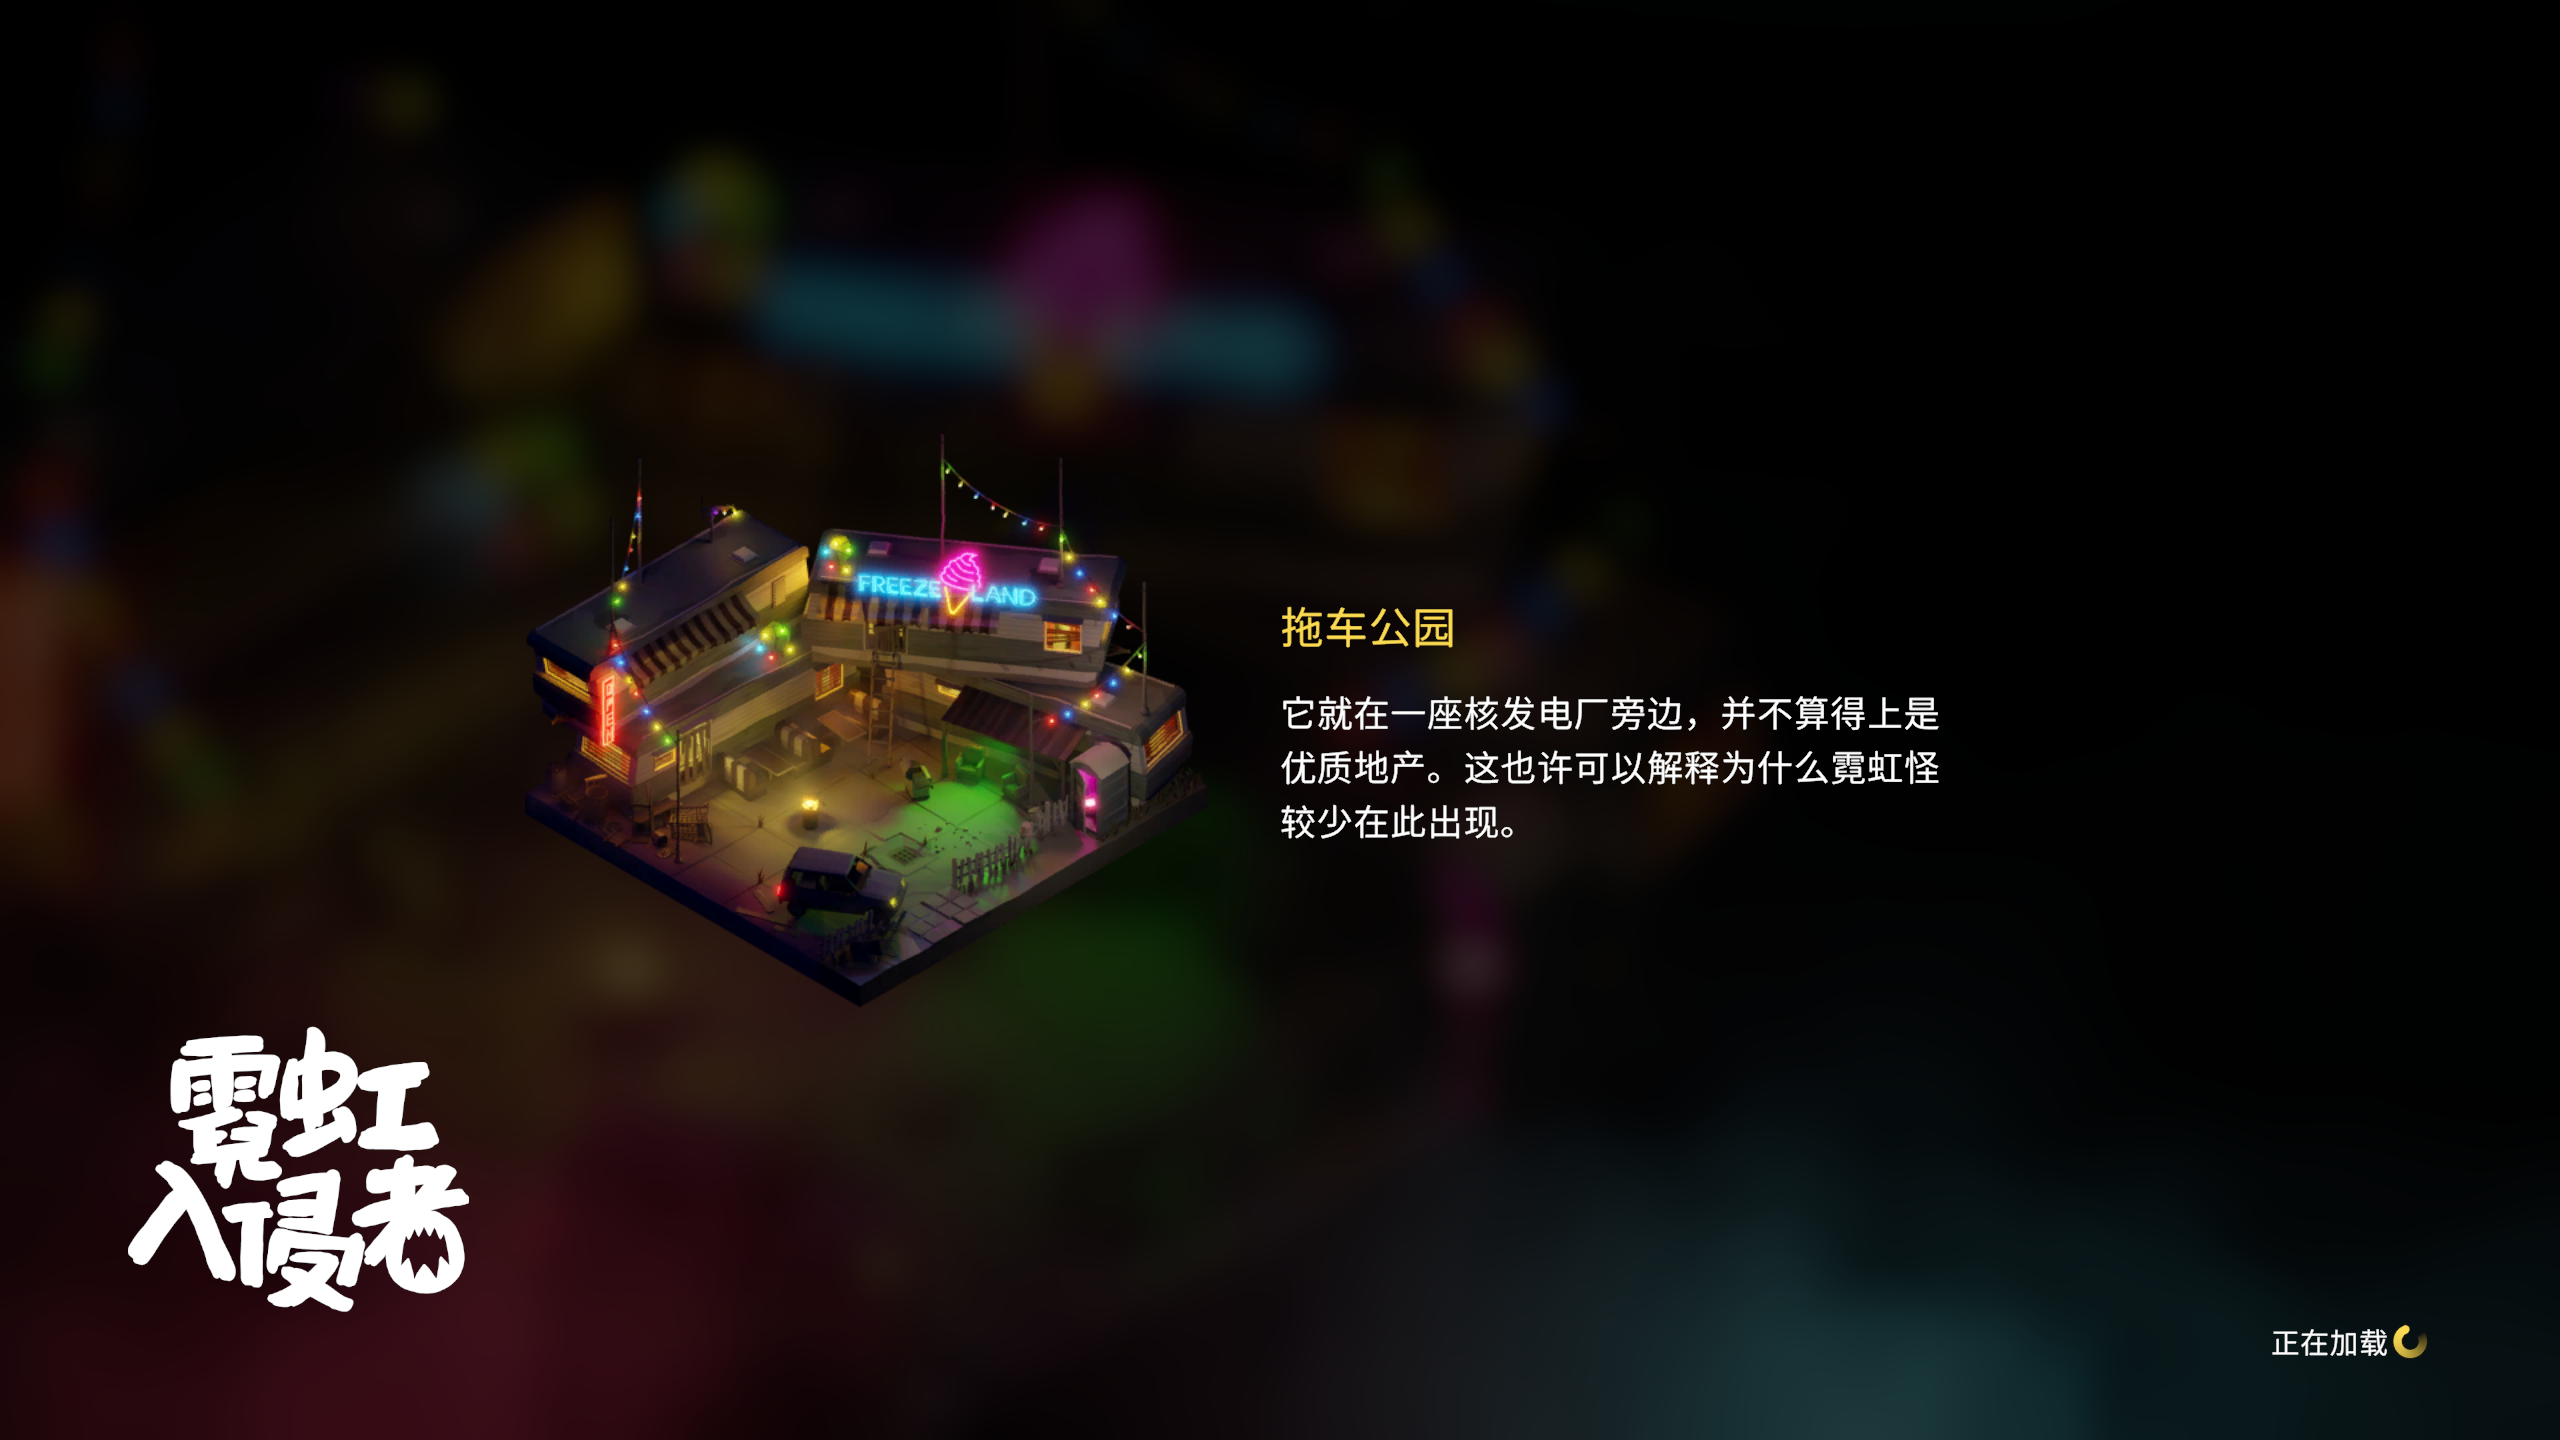 FREEZE LAND
OPEN
拖车公园
它就在一座核发电厂旁边，并不算得上是
优质地产。这也许可以解释为什么霓虹怪
较少在此出现。
霓虹
入侵者
正在加载